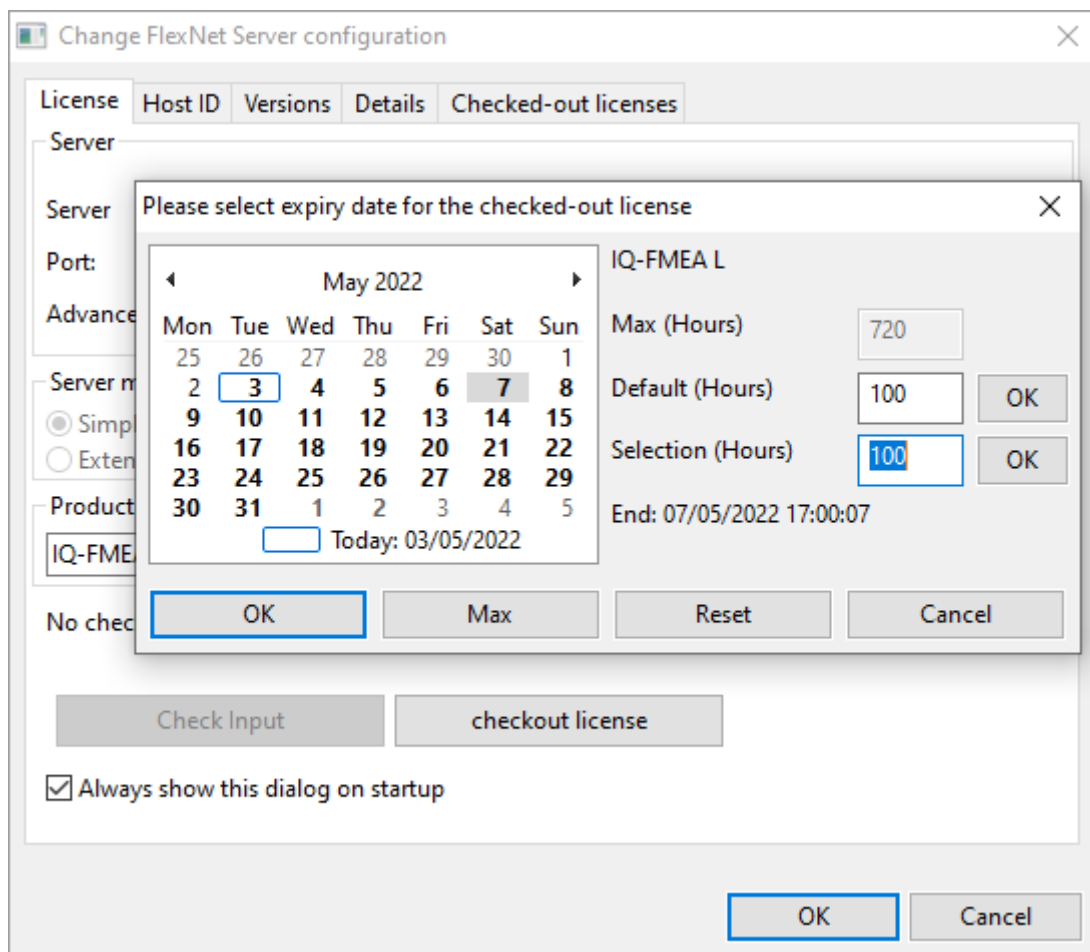 Change FlexNet Server configuration
License Host ID Versions Details Checked-out licenses
Server
Server
Port:
Advance
Server m
Simpl
Exten
Product
IQ-FME
No chec
Please select expiry date for the checked-out license
May 2022
Mon Tue Wed Thu Fri Sat Sun
25 26 27 28 29 30 1
2 3 4 5 6 7 8
9 10 11 12 13 14 15
16 17 18 19 20 21 22
23 24 25 26 27 28 29
30 31 1 2 3 4 5
Today: 03/05/2022
IQ-FMEA L
Max (Hours) 720
Default (Hours) 100 OK
Selection (Hours) 100 OK
End: 07/05/2022 17:00:07
OK Max Reset Cancel
Check Input checkout license
Always show this dialog on startup
OK Cancel